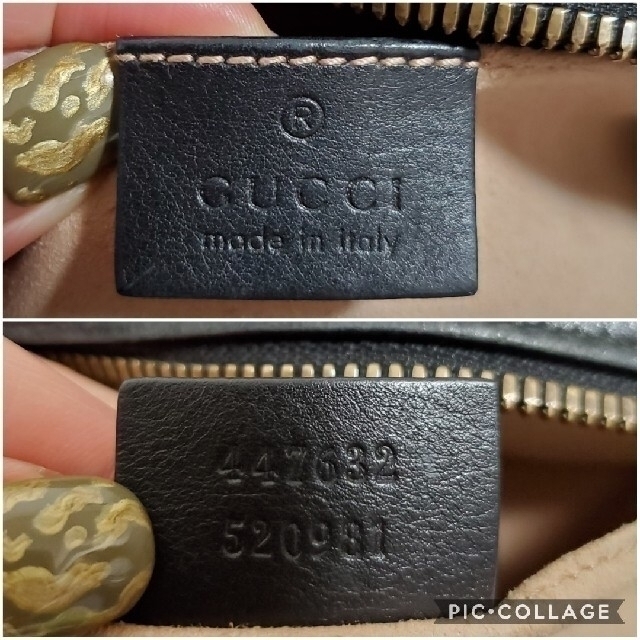 ®
GUCCI
made in italy
447632
520981
PIC•COLLAGE